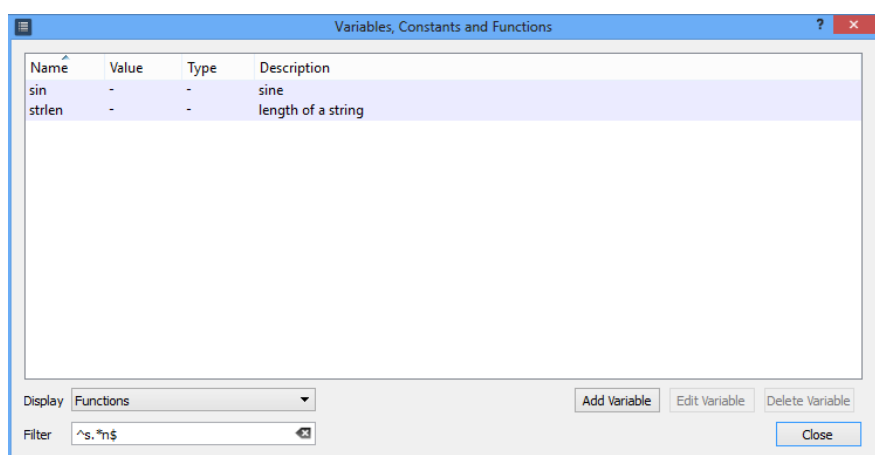 Variables, Constants and Functions ?
Name Value Type Description
sin - - sine
strlen - - length of a string
Display Functions Add Variable Edit Variable Delete Variable
Filter ^s.*n$ Close